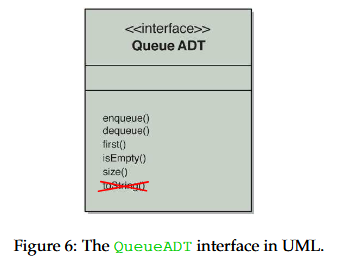 <<interface>>
Queue ADT
enqueue()
dequeue()
first()
isEmpty()
size()
toString()
Figure 6: The QueueADT interface in UML.